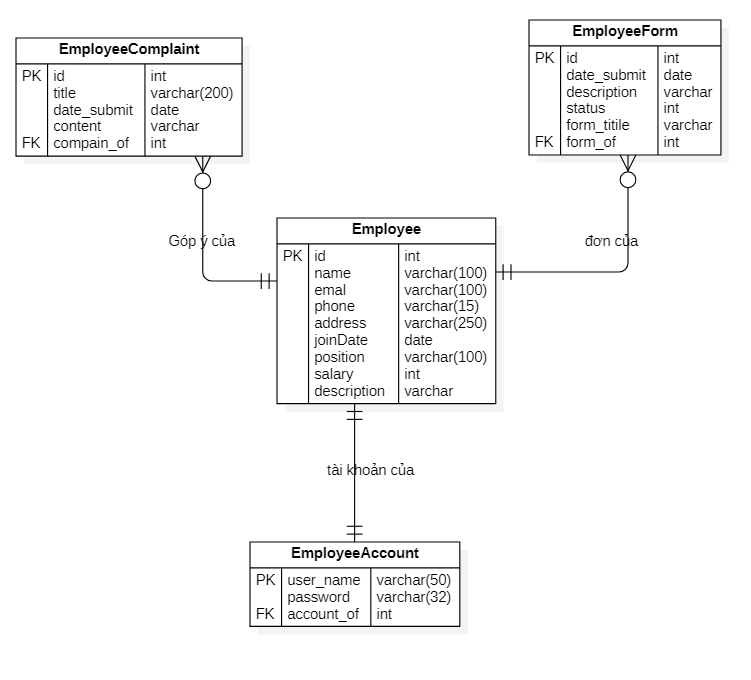 EmployeeComplaint
PK id int
title varchar(200)
date_submit date
content varchar
FK compain_of int
EmployeeForm
PK id int
date_submit date
description varchar
status int
form_titile varchar
FK form_of int
Góp ý của
đơn của
Employee
PK id int
name varchar(100)
emal varchar(100)
phone varchar(15)
address varchar(250)
joinDate date
position varchar(100)
salary int
description varchar
tài khoản của
EmployeeAccount
PK user_name varchar(50)
password varchar(32)
FK account_of int